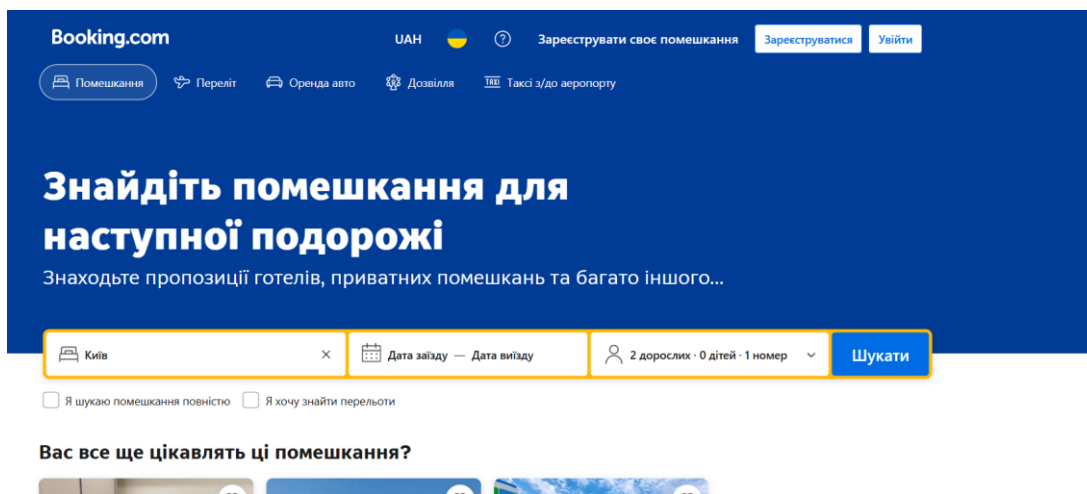 Booking.com
UAH
Зареєструвати своє помешкання
Зареєструватися
Увійти
Помешкання
Переліт
Оренда авто
Дозвілля
TAXI Таксі з/до аеропорту
Знайдіть помешкання для
наступної подорожі
Знаходьте пропозиції готелів, приватних помешкань та багато іншого...
Київ
Дата заїзду — Дата виїзду
2 дорослих · 0 дітей · 1 номер
Шукати
Я шукаю помешкання повністю
Я хочу знайти перельоти
Вас все ще цікавлять ці помешкання?